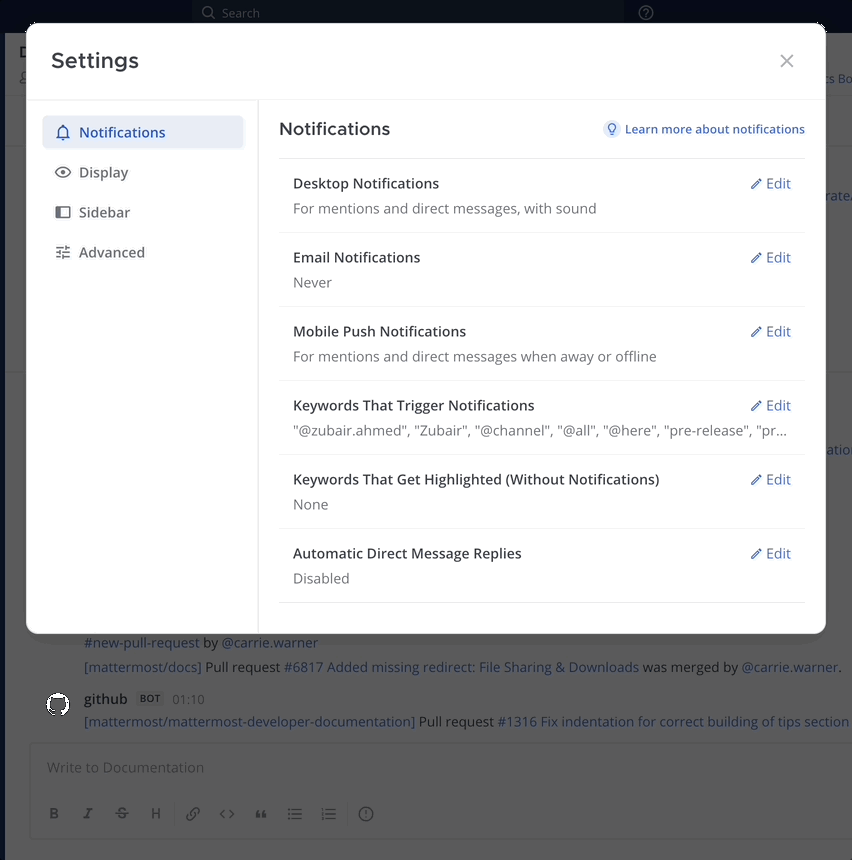 Search
Settings
Notifications
Display
Sidebar
Advanced
Notifications
Learn more about notifications
Desktop Notifications
Edit
For mentions and direct messages, with sound
Email Notifications
Edit
Never
Mobile Push Notifications
Edit
For mentions and direct messages when away or offline
Keywords That Trigger Notifications
Edit
"@zubair.ahmed", "Zubair", "@channel", "@all", "@here", "pre-release", "pr...
Keywords That Get Highlighted (Without Notifications)
Edit
None
Automatic Direct Message Replies
Edit
Disabled
#new-pull-request by @carrie.warner
[mattermost/docs] Pull request #6817 Added missing redirect: File Sharing & Downloads was merged by @carrie.warner.
github BOT 01:10
[mattermost/mattermost-developer-documentation] Pull request #1316 Fix indentation for correct building of tips section
Write to Documentation
B I S H